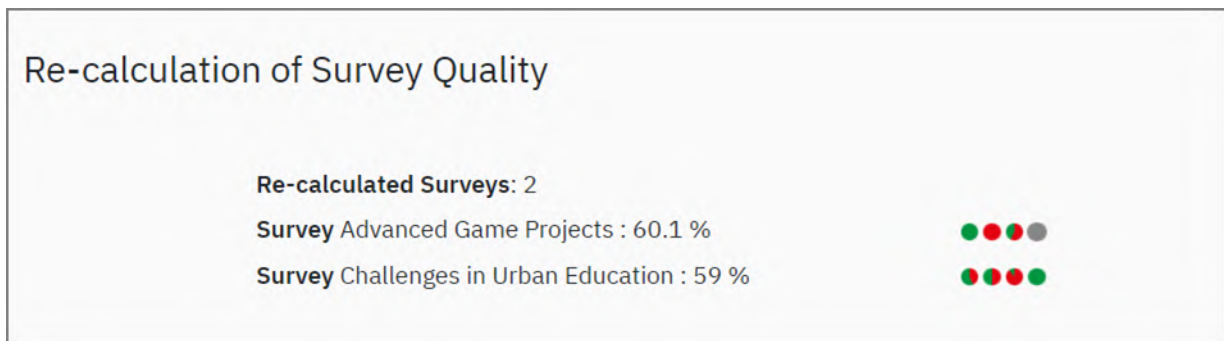 Re-calculation of Survey Quality
Re-calculated Surveys: 2
Survey Advanced Game Projects : 60.1 %
Survey Challenges in Urban Education : 59 %